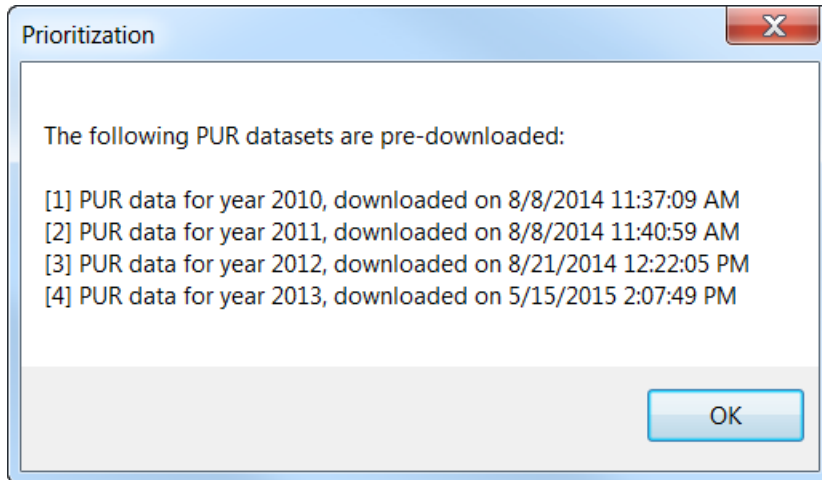 Prioritization
The following PUR datasets are pre-downloaded:
[1] PUR data for year 2010, downloaded on 8/8/2014 11:37:09 AM
[2] PUR data for year 2011, downloaded on 8/8/2014 11:40:59 AM
[3] PUR data for year 2012, downloaded on 8/21/2014 12:22:05 PM
[4] PUR data for year 2013, downloaded on 5/15/2015 2:07:49 PM
OK